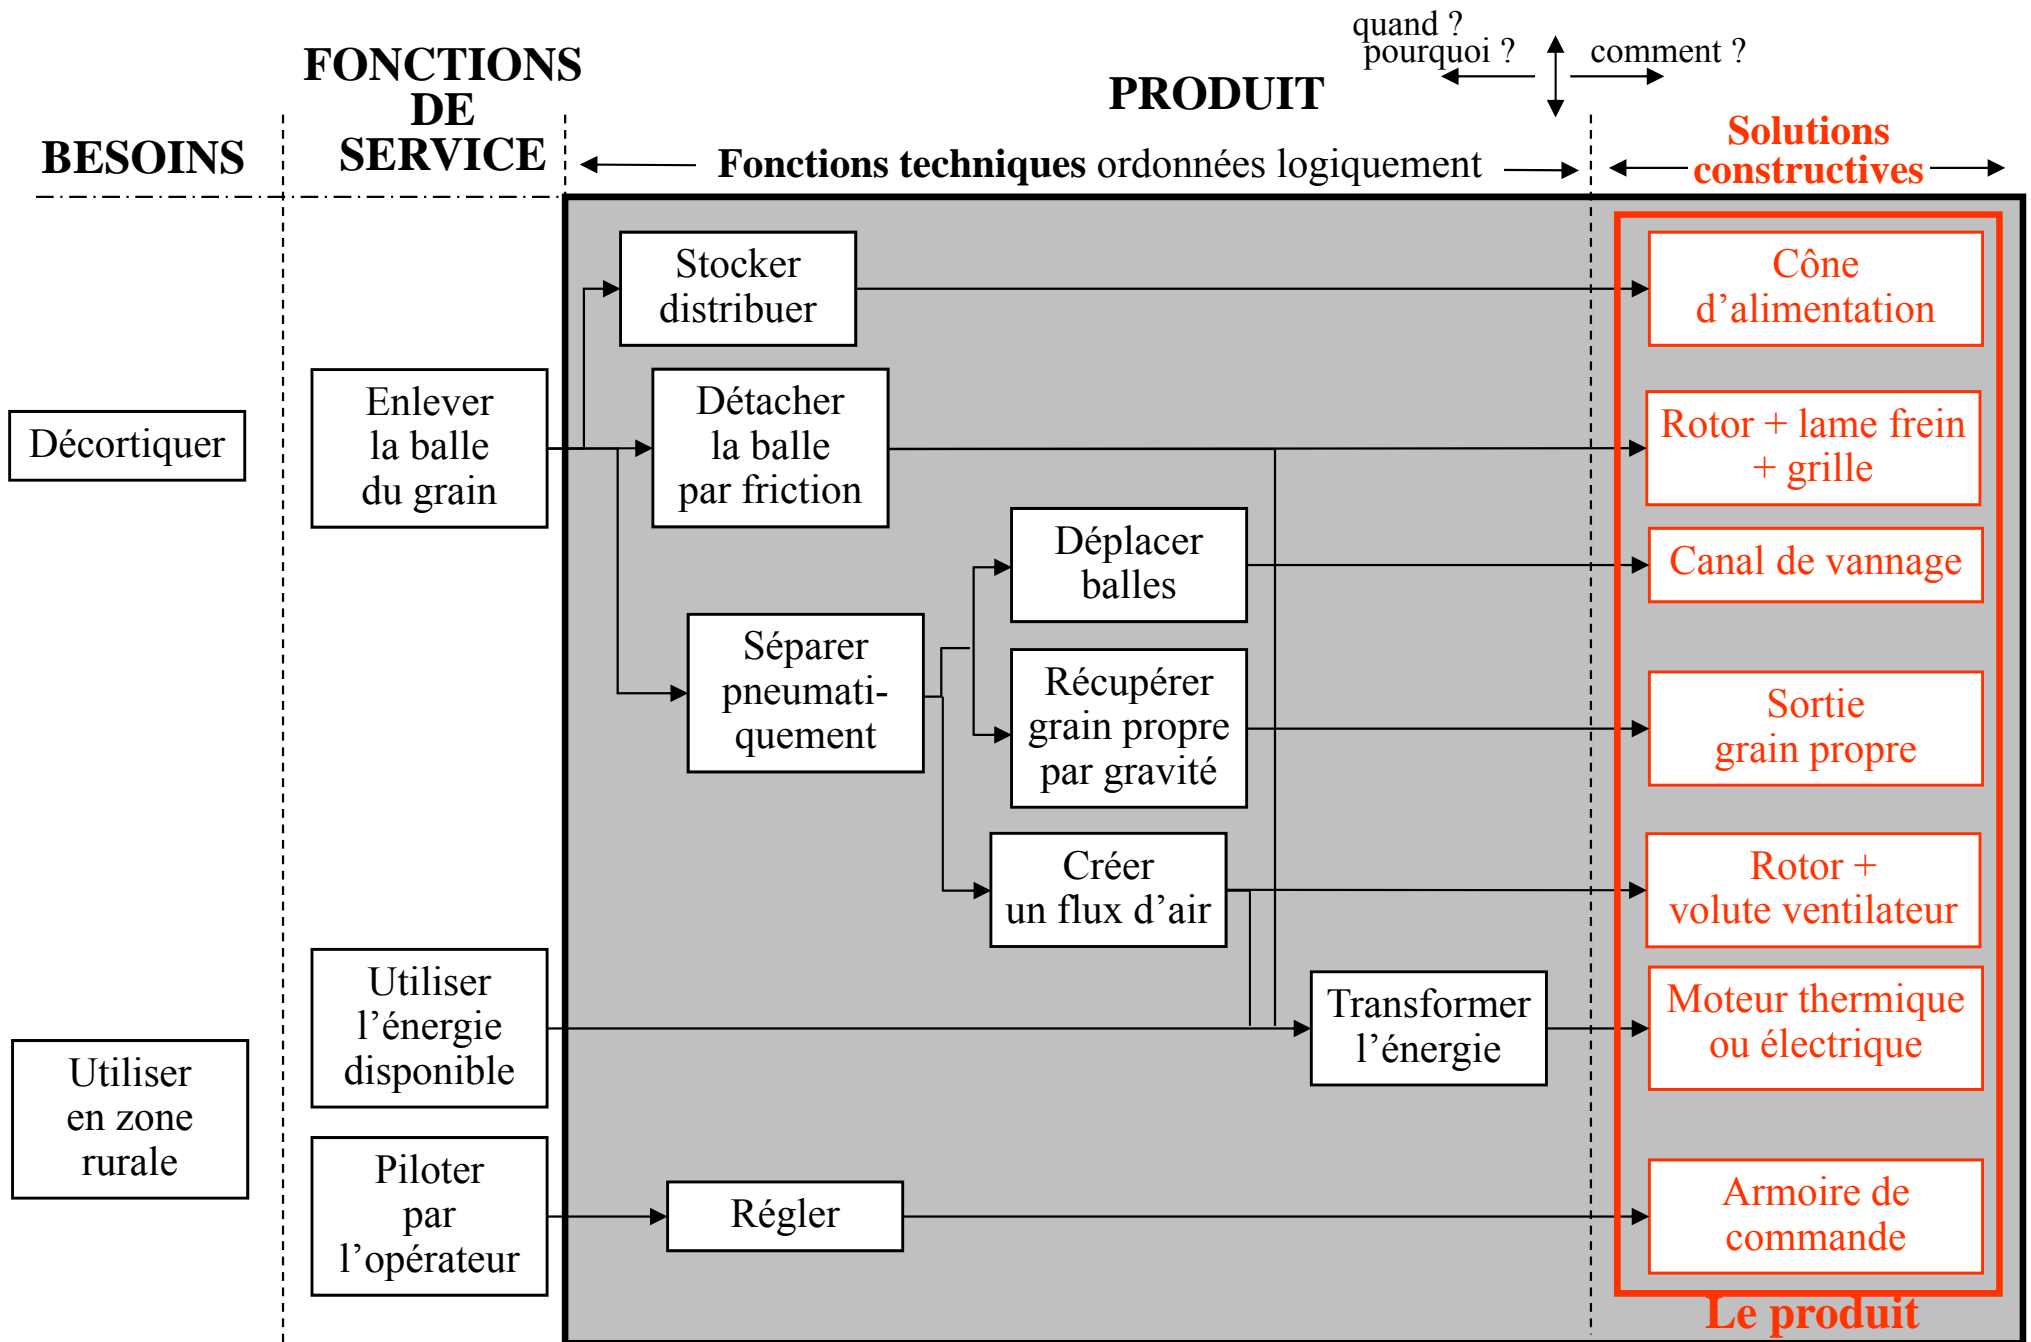 quand ?
pourquoi ?
comment ?
FONCTIONS
DE
SERVICE
PRODUIT
BESOINS
Fonctions techniques ordonnées logiquement
Solutions
constructives
Stocker
distribuer
Cône
d’alimentation
Décortiquer
Enlever
la balle
du grain
Détacher
la balle
par friction
Rotor + lame frein
+ grille
Déplacer
balles
Canal de vannage
Séparer
pneumati-
quement
Récupérer
grain propre
par gravité
Sortie
grain propre
Créer
un flux d’air
Rotor +
volute ventilateur
Utiliser
l’énergie
disponible
Transformer
l’énergie
Moteur thermique
ou électrique
Utiliser
en zone
rurale
Piloter
par
l’opérateur
Régler
Armoire de
commande
Le produit